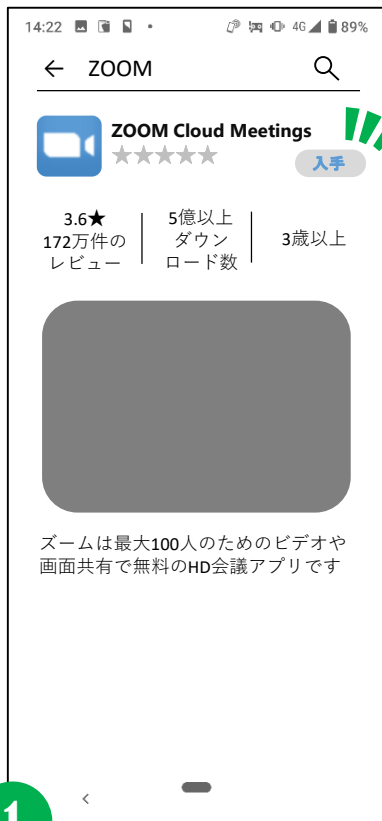 14:22 4G 89%
← ZOOM
ZOOM Cloud Meetings
★★★★★
入手
3.6★
172万件の
レビュー
5億以上
ダウン
ロード数
3歳以上
ズームは最大100人のためのビデオや
画面共有で無料のHD会議アプリです
1